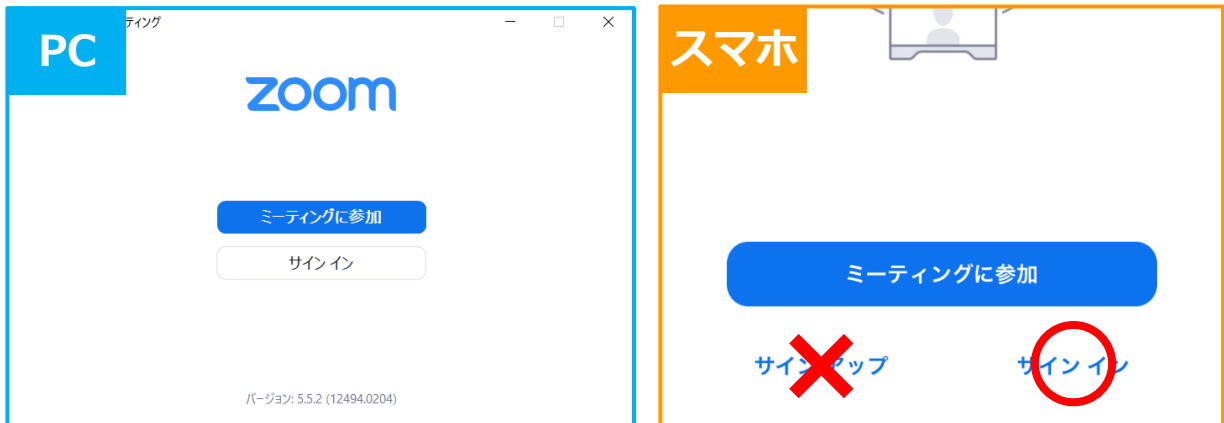 PC
ティング
zoom
ミーティングに参加
サイン イン
バージョン: 5.5.2 (12494.0204)
スマホ
ミーティングに参加
サインアップ
サイン イン